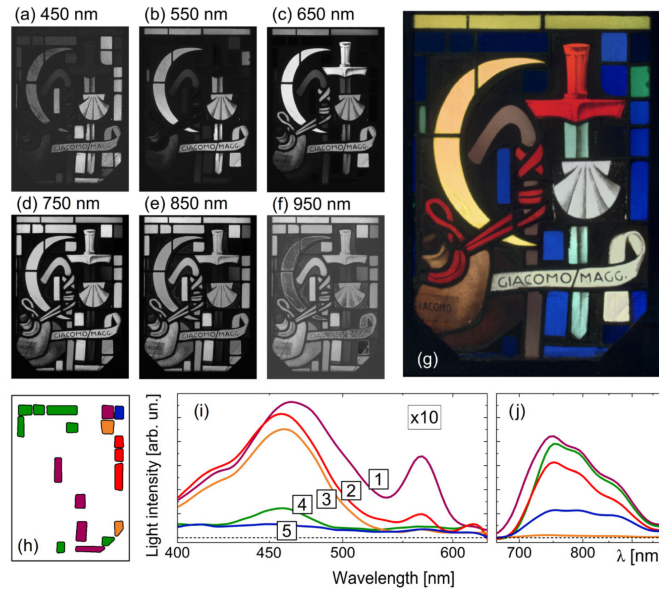 (a) 450 nm
(b) 550 nm
(c) 650 nm
GIACOMO/MAGG.
GIACOMO/MAGG.
GIACOMO/MAGG.
(d) 750 nm
(e) 850 nm
(f) 950 nm
GIACOMO/MAGG.
GIACOMO/MAGG.
GIACOMO/MAGG.
GIACOMO/MAGG.
GIACOMO
(g)
(h)
(i)
x10
1
2
3
4
5
Light intensity [arb. un.]
400
450
500
600
Wavelength [nm]
(j)
700
800
λ [nm]